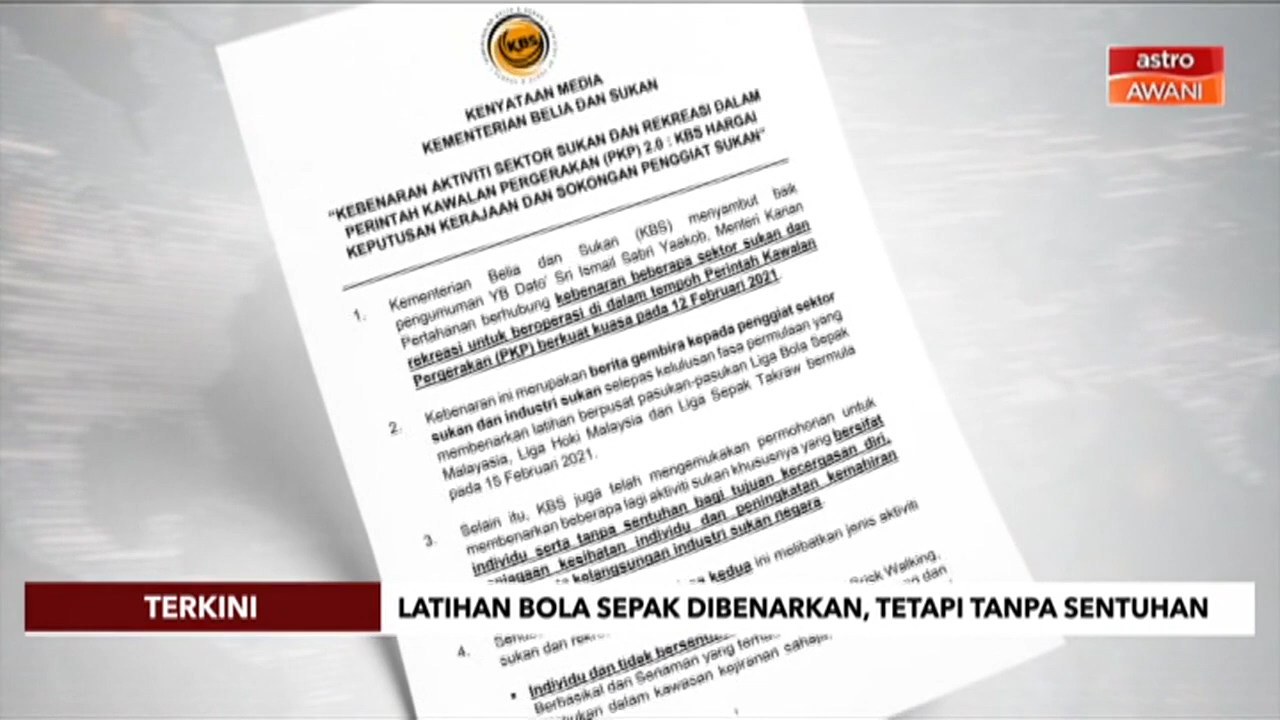 KBS
astro
AWANI
KENYATAAN MEDIA
KEMENTERIAN BELIA DAN SUKAN
"KEBENARAN AKTIVITI SEKTOR SUKAN DAN REKREASI DALAM
PERINTAH KAWALAN PERGERAKAN (PKP) 2.0 : KBS HARGAI
KEPUTUSAN KERAJAAN DAN SOKONGAN PENGGIAT SUKAN"
1. Kementerian Belia dan Sukan (KBS) menyambut baik
pengumuman YB Dato' Sri Ismail Sabri Yaakob, Menteri Kanan
Pertahanan berhubung kebenaran beberapa sektor sukan dan
rekreasi untuk beroperasi di dalam tempoh Perintah Kawalan
Pergerakan (PKP) berkuat kuasa pada 12 Februari 2021.
2. Kebenaran ini merupakan berita gembira kepada penggiat sektor
sukan dan industri sukan selepas kelulusan fasa permulaan yang
membenarkan latihan berpusat pasukan-pasukan Liga Bola Sepak
Malayasia, Liga Hoki Malaysia dan Liga Sepak Takraw bermula
pada 15 Februari 2021.
3. Selain itu, KBS juga telah mengemukakan permohonan untuk
membenarkan beberapa lagi aktiviti sukan khususnya yang bersifat
individu serta tanpa sentuhan bagi tujuan kecergasan diri,
penjagaan kesihatan individu dan peningkatan kemahiran
kelangsungan industri sukan negara.
kedua ini melibatkan jenis aktiviti
TERKINI
LATIHAN BOLA SEPAK DIBENARKAN, TETAPI TANPA SENTUHAN
Brick Walking,
dan
4.
sukan dan
• Individu dan tidak
Berbasikal dan Senaman yang
dalam kawasan kejiranan sahaja.